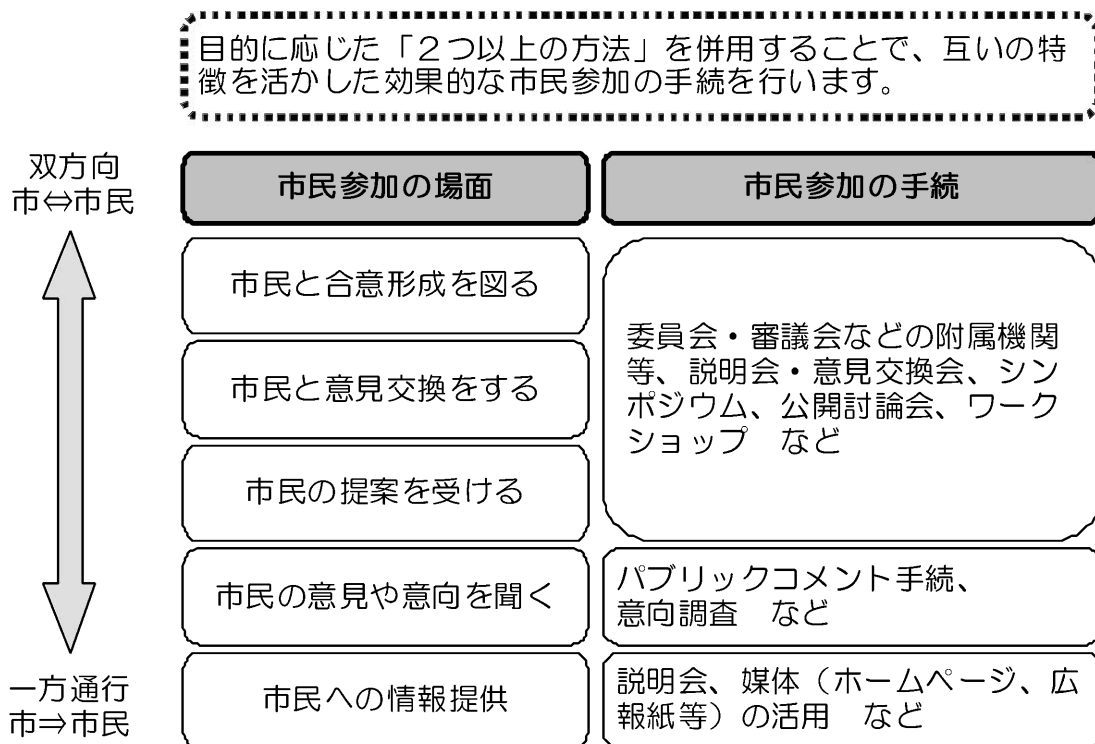 目的に応じた「２つ以上の方法」を併用することで、互いの特
徴を活かした効果的な市民参加の手続を行います。
双方向
市⇔市民
市民参加の場面
市民参加の手続
市民と合意形成を図る
市民と意見交換をする
市民の提案を受ける
委員会・審議会などの附属機関
等、説明会・意見交換会、シン
ポジウム、公開討論会、ワーク
ショップ　など
市民の意見や意向を聞く
パブリックコメント手続、
意向調査　など
一方通行
市⇒市民
市民への情報提供
説明会、媒体（ホームページ、広
報紙等）の活用　など